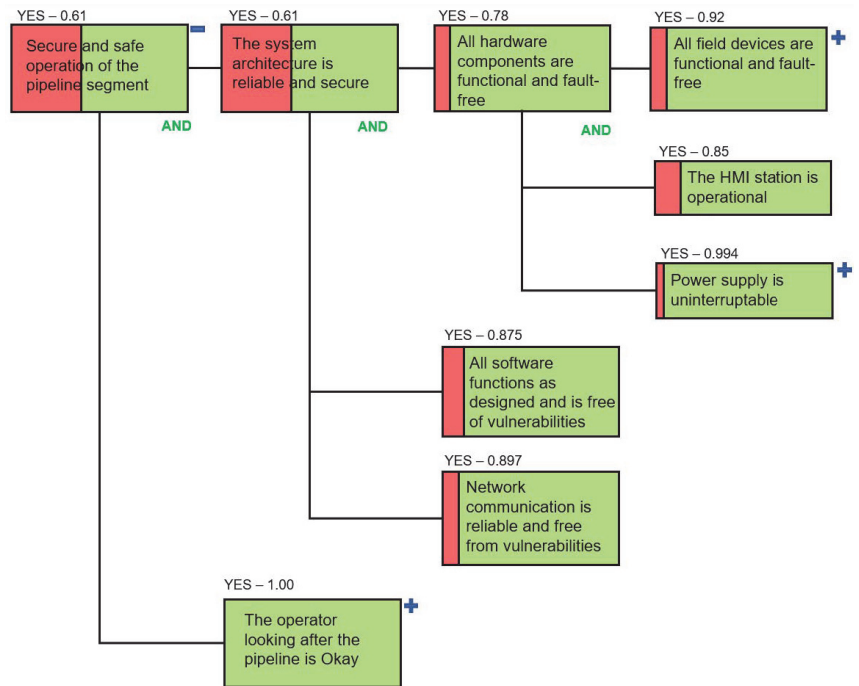 YES – 0.61
Secure and safe
operation of the
pipeline segment
AND
YES – 0.61
The system
architecture is
reliable and secure
AND
YES – 0.78
All hardware
components are
functional and fault-
free
AND
YES – 0.92
All field devices are
functional and fault-
free
YES – 0.85
The HMI station is
operational
YES – 0.994
Power supply is
uninterruptable
YES – 0.875
All software
functions as
designed and is free
of vulnerabilities
YES – 0.897
Network
communication is
reliable and free
from vulnerabilities
YES – 1.00
The operator
looking after the
pipeline is Okay